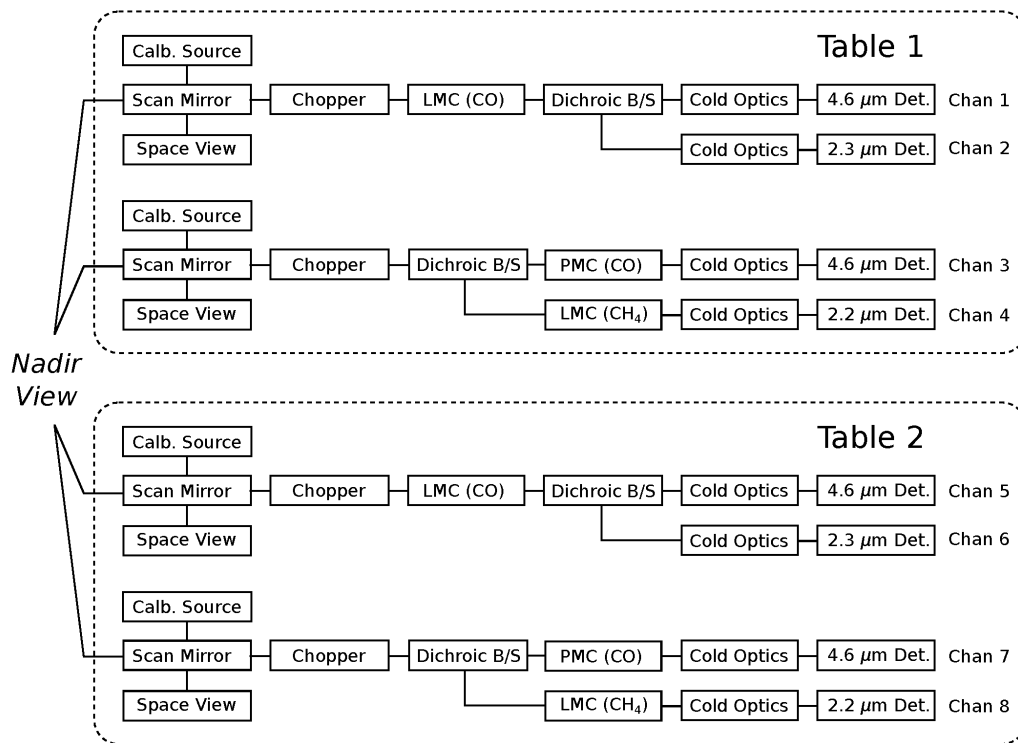 Table 1
Calb. Source
Scan Mirror Chopper LMC (CO) Dichroic B/S Cold Optics 4.6 µm Det. Chan 1
Space View Cold Optics 2.3 µm Det. Chan 2
Calb. Source
Scan Mirror Chopper Dichroic B/S PMC (CO) Cold Optics 4.6 µm Det. Chan 3
Space View LMC (CH₄) Cold Optics 2.2 µm Det. Chan 4
Nadir
View
Table 2
Calb. Source
Scan Mirror Chopper LMC (CO) Dichroic B/S Cold Optics 4.6 µm Det. Chan 5
Space View Cold Optics 2.3 µm Det. Chan 6
Calb. Source
Scan Mirror Chopper Dichroic B/S PMC (CO) Cold Optics 4.6 µm Det. Chan 7
Space View LMC (CH₄) Cold Optics 2.2 µm Det. Chan 8